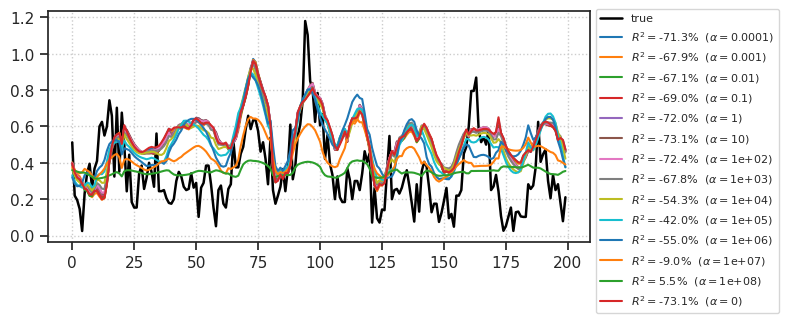 1.2
1.0
0.8
0.6
0.4
0.2
0.0
0 25 50 75 100 125 150 175 200
true
R² = -71.3% (α = 0.0001)
R² = -67.9% (α = 0.001)
R² = -67.1% (α = 0.01)
R² = -69.0% (α = 0.1)
R² = -72.0% (α = 1)
R² = -73.1% (α = 10)
R² = -72.4% (α = 1e+02)
R² = -67.8% (α = 1e+03)
R² = -54.3% (α = 1e+04)
R² = -42.0% (α = 1e+05)
R² = -55.0% (α = 1e+06)
R² = -9.0% (α = 1e+07)
R² = 5.5% (α = 1e+08)
R² = -73.1% (α = 0)